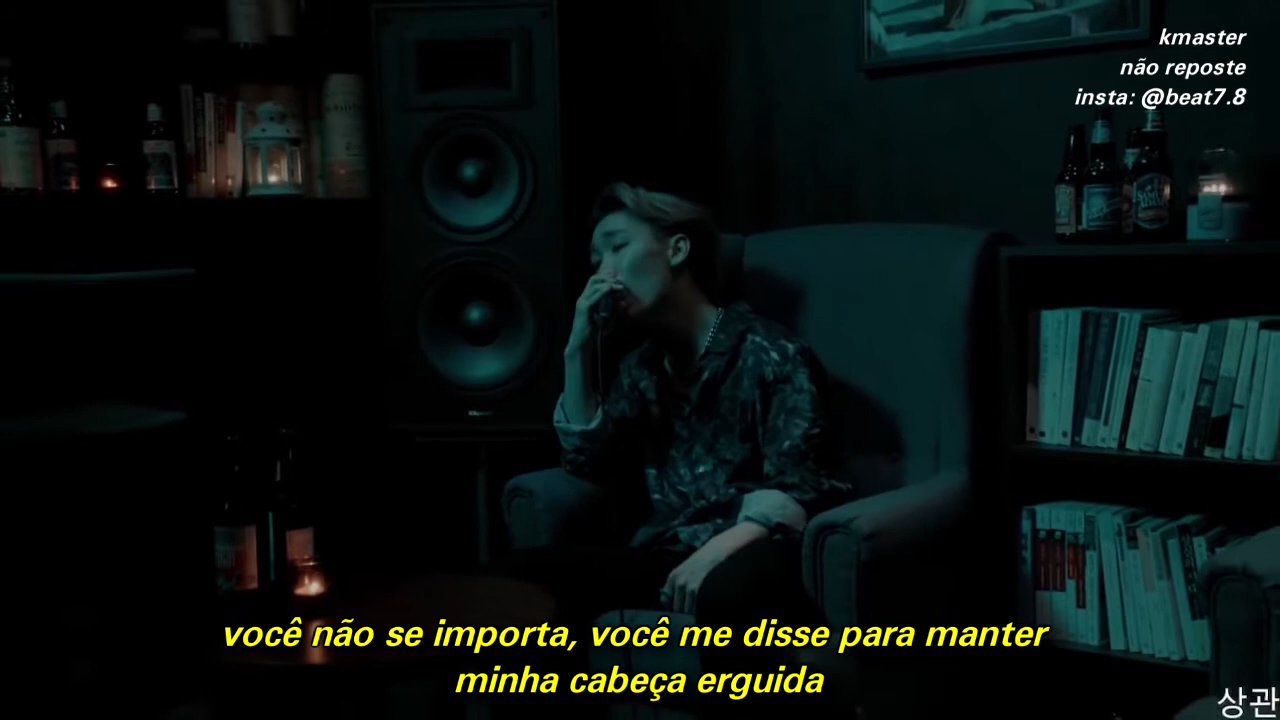 kmaster
não reposte
insta: @beat7.8
você não se importa, você me disse para manter
minha cabeça erguida
상관